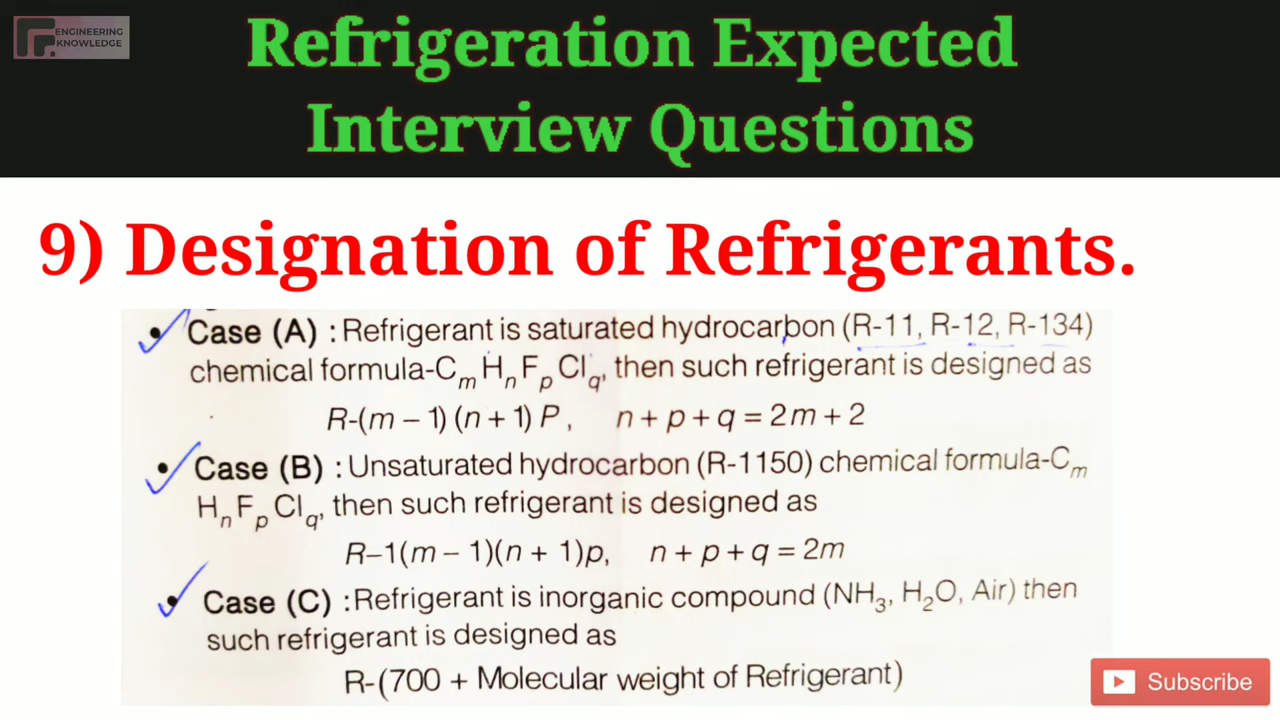 ENGINEERING
KNOWLEDGE
Refrigeration Expected
Interview Questions
9) Designation of Refrigerants.
• Case (A) : Refrigerant is saturated hydrocarbon (R-11, R-12, R-134)
chemical formula-CₘHₙFₚCl_q, then such refrigerant is designed as
R-(m – 1) (n + 1) P, n + p + q = 2m + 2
• Case (B) : Unsaturated hydrocarbon (R-1150) chemical formula-Cₘ
HₙFₚCl_q, then such refrigerant is designed as
R–1(m – 1)(n + 1)p, n + p + q = 2m
• Case (C) : Refrigerant is inorganic compound (NH₃, H₂O, Air) then
such refrigerant is designed as
R-(700 + Molecular weight of Refrigerant)
Subscribe